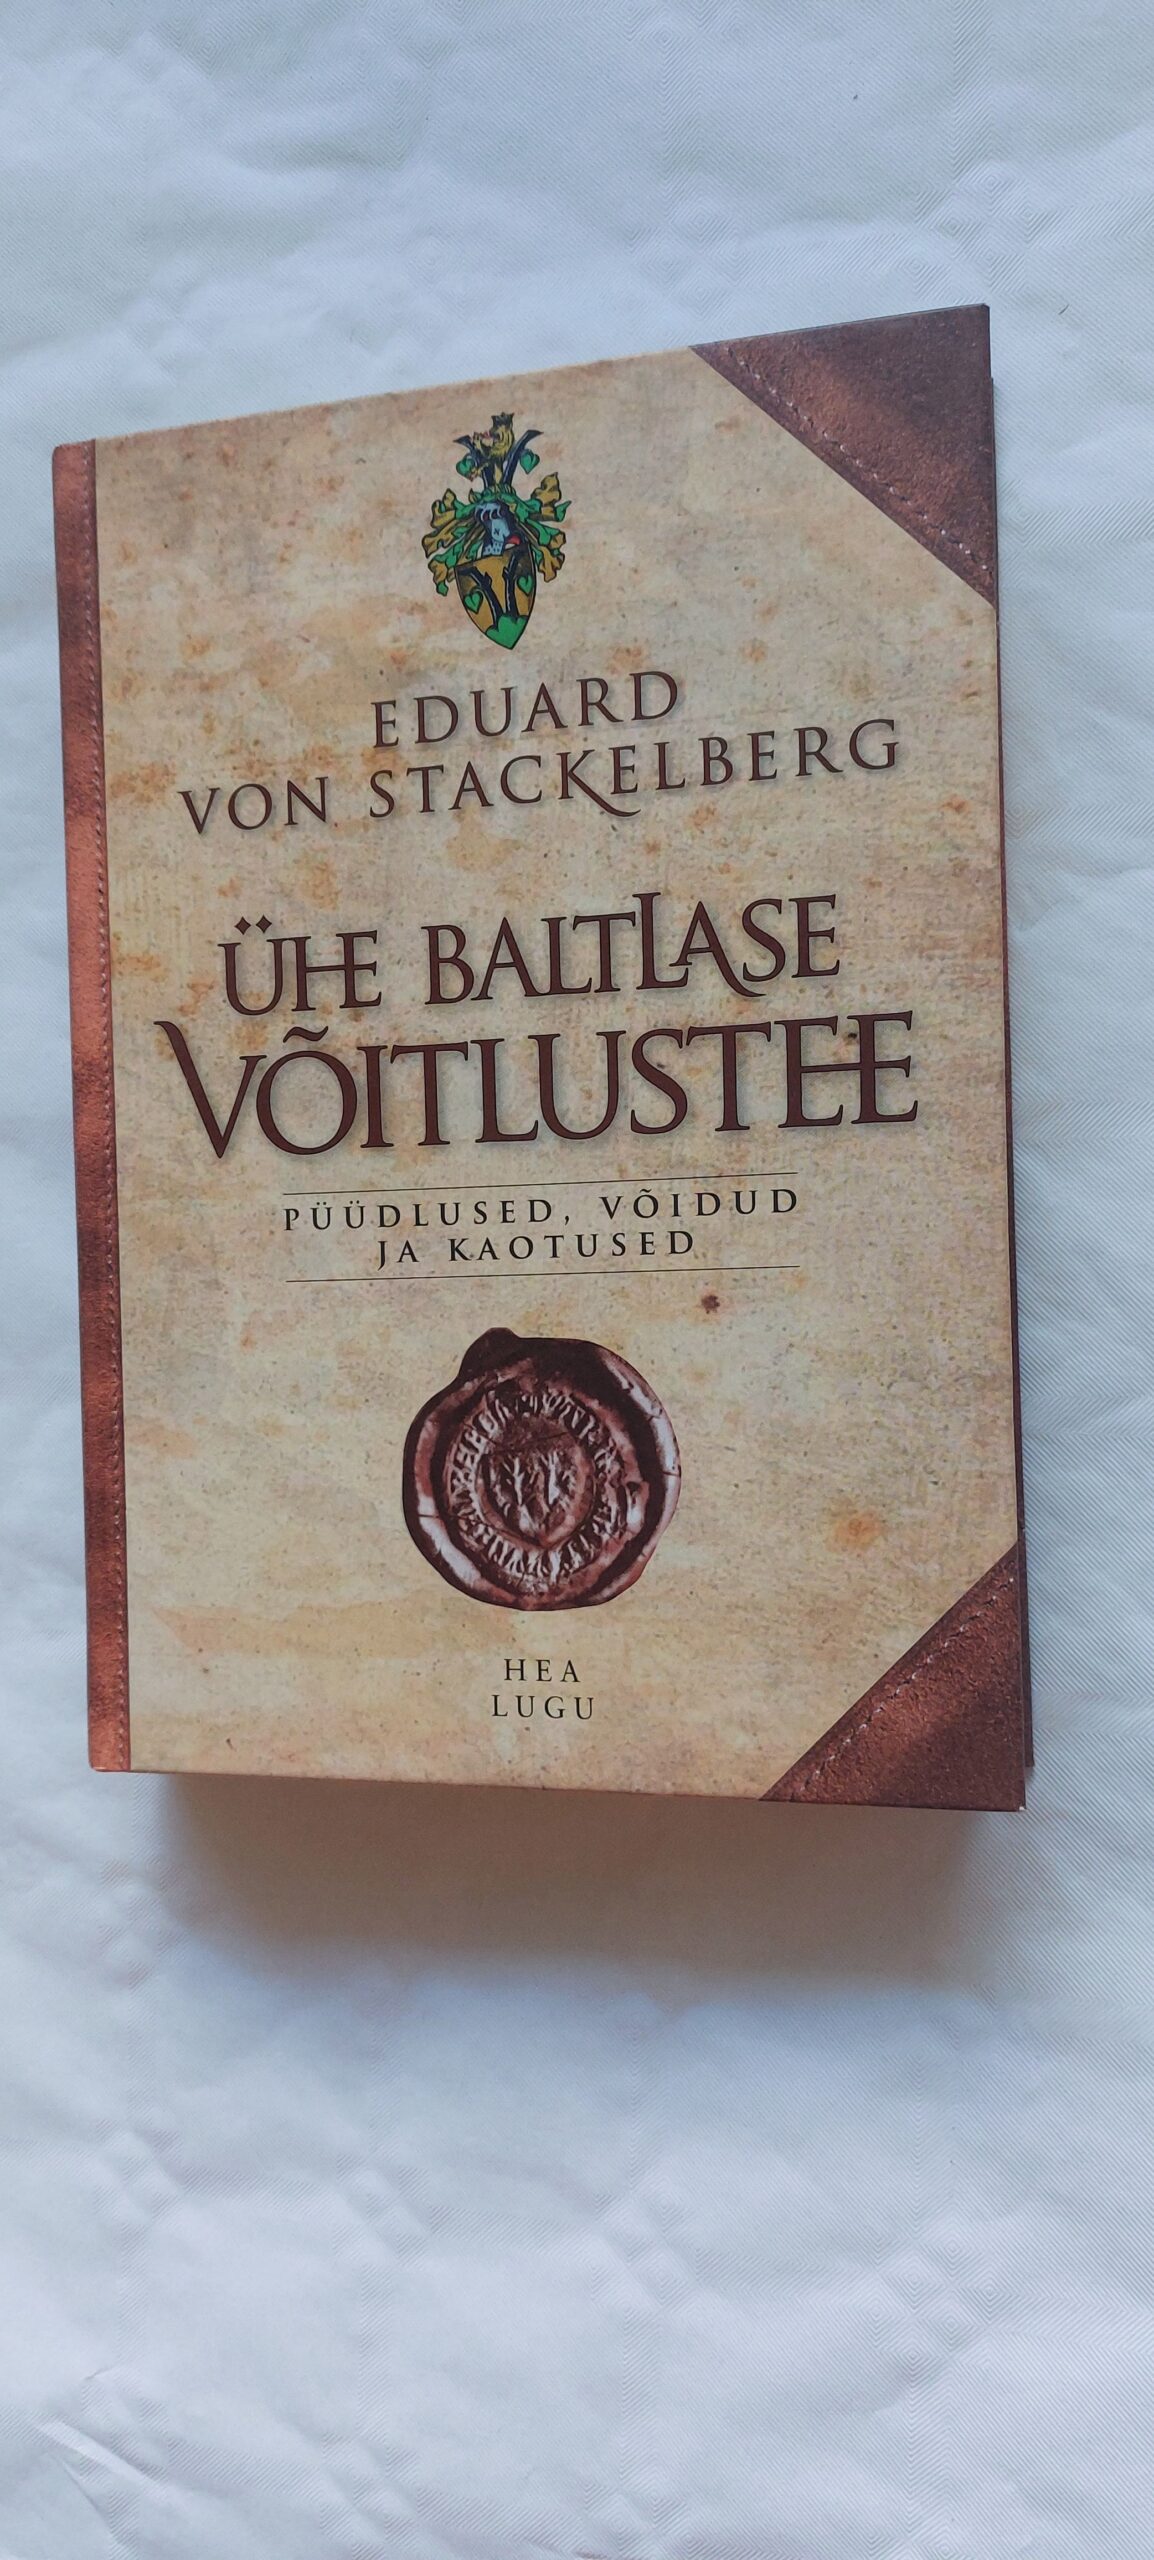 EDUARD
VON STACKELBERG
ÜHE BALTLASE
VÕITLUSTEE
PÜÜDLUSED, VÕIDUD
JA KAOTUSED
HEA
LUGU